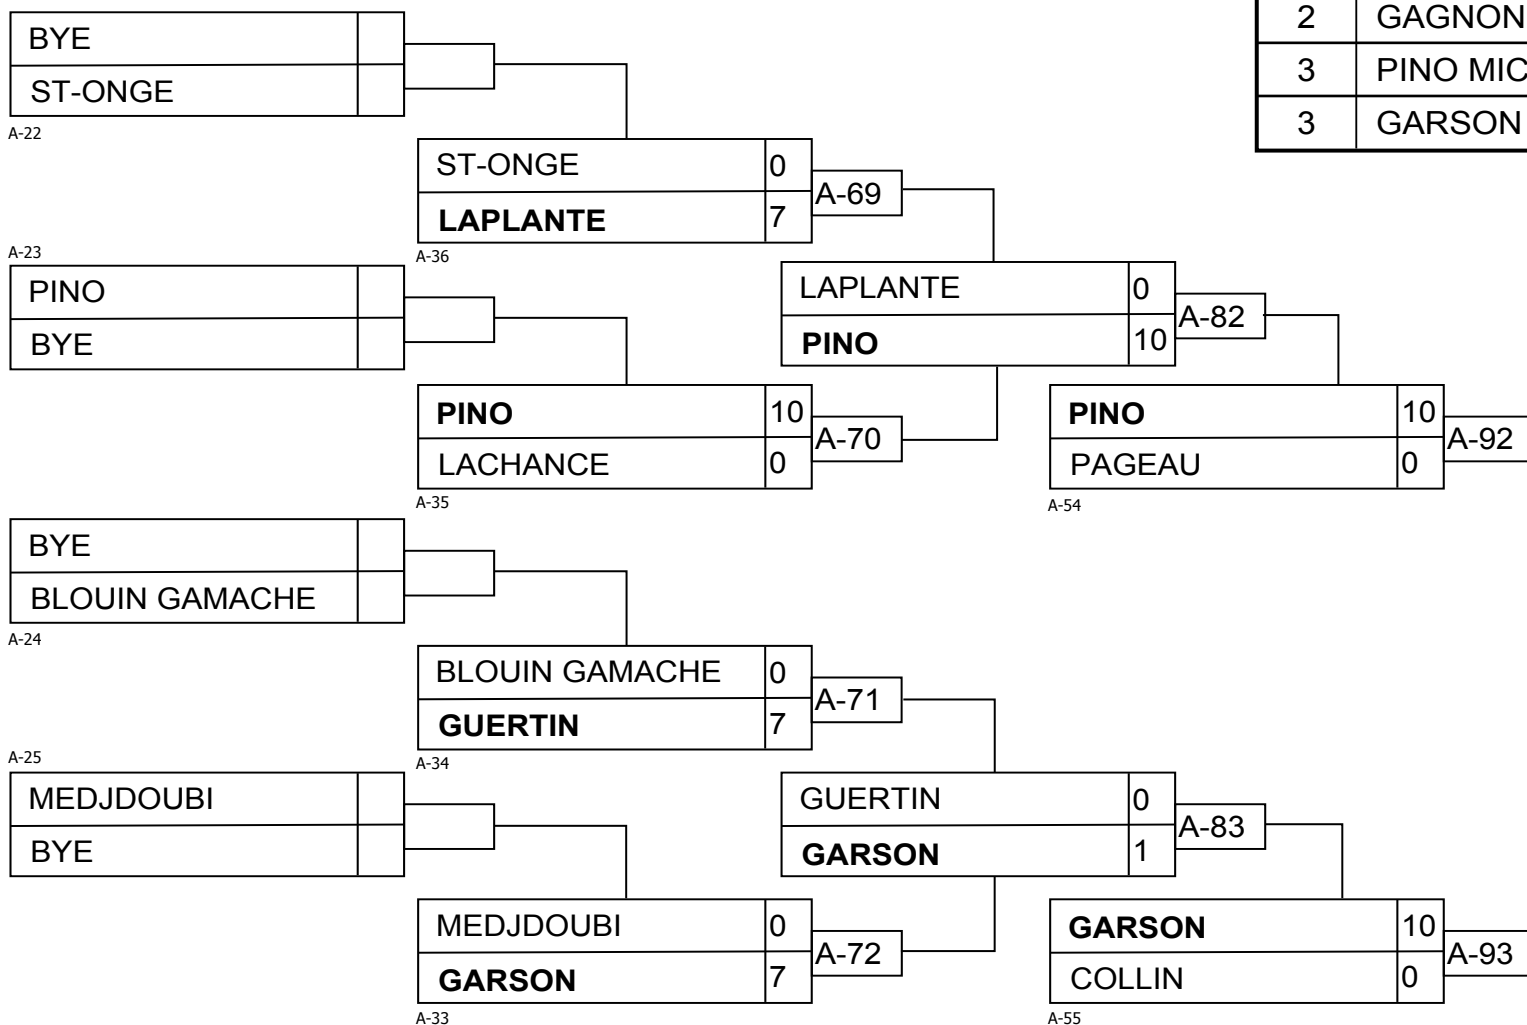 2 GAGNON
3 PINO MIC
3 GARSON
BYE
ST-ONGE
A-22
ST-ONGE 0
LAPLANTE 7
A-69
A-36
A-23
PINO
BYE
LAPLANTE 0
PINO 10
A-82
PINO 10
LACHANCE 0
A-70
A-35
PINO 10
PAGEAU 0
A-92
A-54
BYE
BLOUIN GAMACHE
A-24
BLOUIN GAMACHE 0
GUERTIN 7
A-71
A-34
A-25
MEDJDOUBI
BYE
GUERTIN 0
GARSON 1
A-83
MEDJDOUBI 0
GARSON 7
A-72
A-33
GARSON 10
COLLIN 0
A-93
A-55